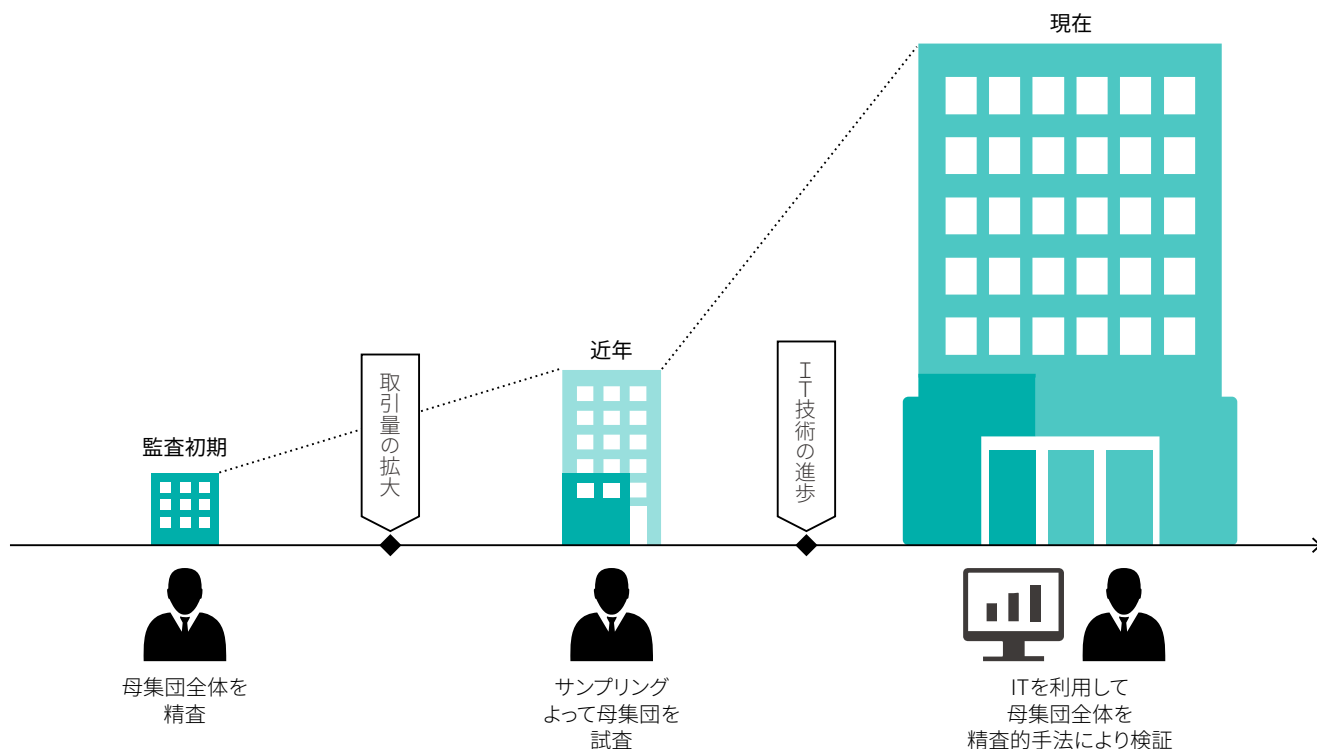 現在
近年
監査初期
取引量の拡大
IT技術の進歩
母集団全体を
精査
サンプリング
よって母集団を
試査
ITを利用して
母集団全体を
精査的手法により検証